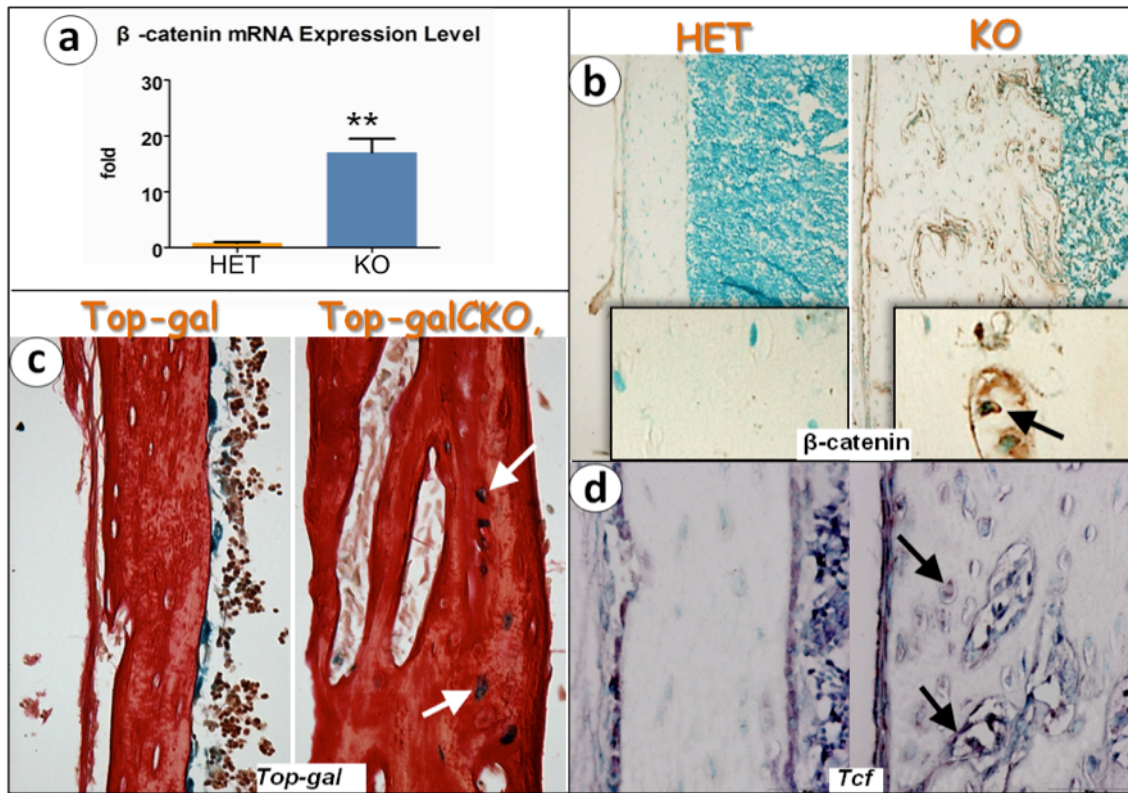 a
β -catenin mRNA Expression Level
30
20
10
0
fold
**
HET
KO
HET
KO
b
β-catenin
Top-gal
Top-galCKO,
c
Top-gal
d
Tcf